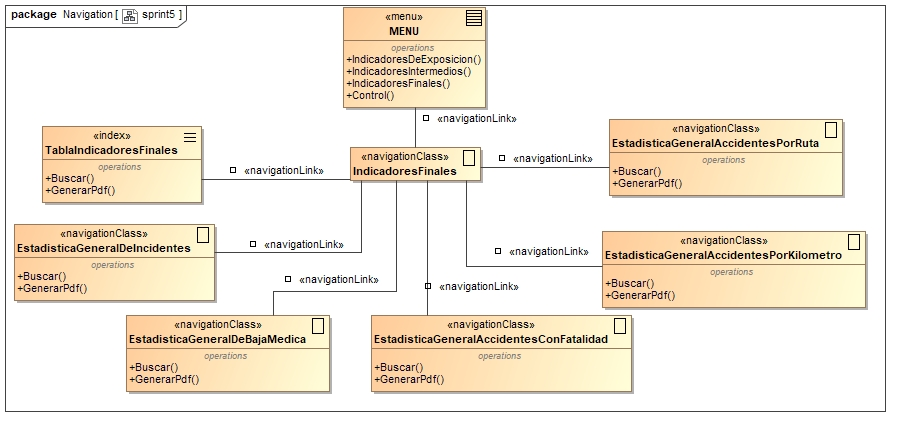 package Navigation [ sprint5 ]
«menu»
MENU
operations
+IndicadoresDeExposicion()
+IndicadoresIntermedios()
+IndicadoresFinales()
+Control()
«navigationLink»
«index»
TablaIndicadoresFinales
operations
+Buscar()
+GenerarPdf()
«navigationLink»
«navigationClass»
IndicadoresFinales
«navigationLink»
«navigationClass»
EstadisticaGeneralAccidentesPorRuta
operations
+Buscar()
+GenerarPdf()
«navigationClass»
EstadisticaGeneralDeIncidentes
operations
+Buscar()
+GenerarPdf()
«navigationLink»
«navigationLink»
«navigationClass»
EstadisticaGeneralAccidentesPorKilometro
operations
+Buscar()
+GenerarPdf()
«navigationLink»
«navigationLink»
«navigationClass»
EstadisticaGeneralDeBajaMedica
operations
+Buscar()
+GenerarPdf()
«navigationClass»
EstadisticaGeneralAccidentesConFatalidad
operations
+Buscar()
+GenerarPdf()